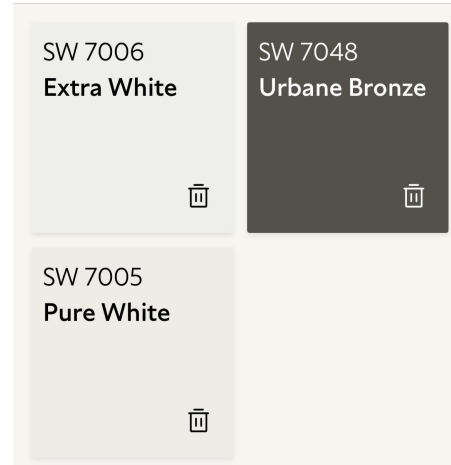 SW 7006
Extra White
SW 7048
Urbane Bronze
SW 7005
Pure White